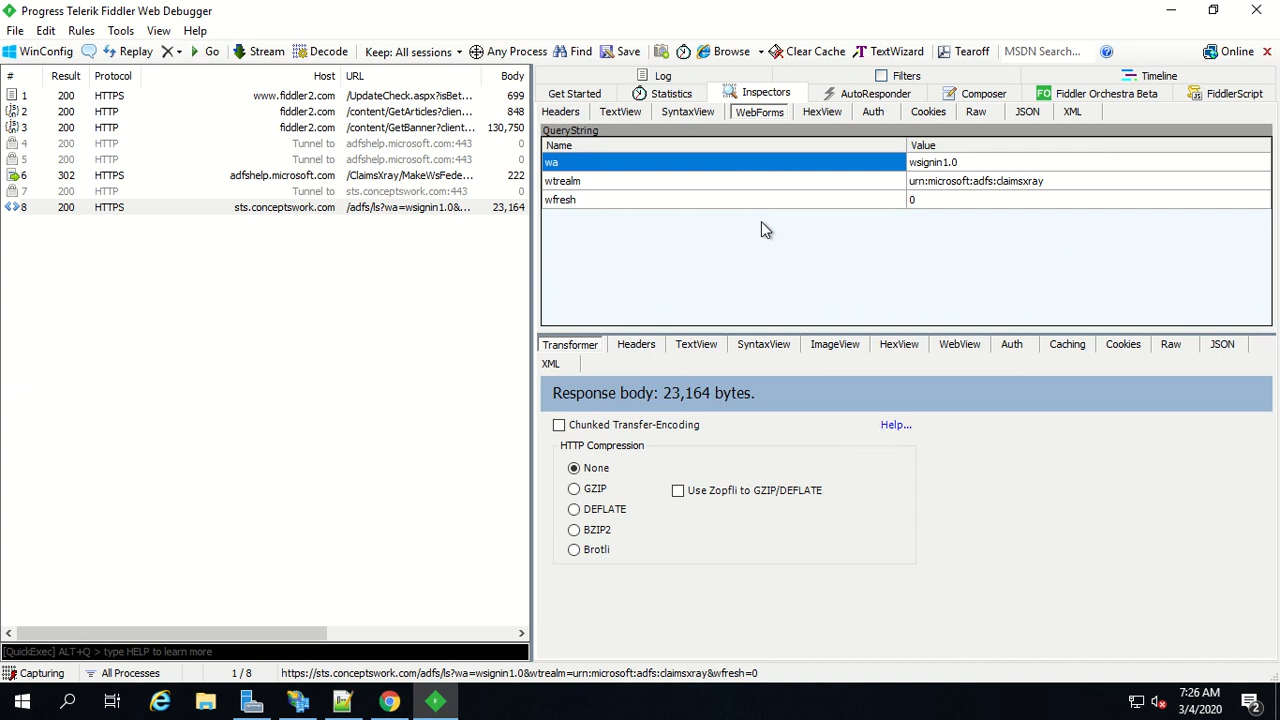 Progress Telerik Fiddler Web Debugger
File Edit Rules Tools View Help
WinConfig Replay Go Stream Decode Keep: All sessions Any Process Find Save Browse Clear Cache TextWizard Tearoff MSDN Search... Online
# Result Protocol Host URL Body
1 200 HTTPS www.fiddler2.com /UpdateCheck.aspx?isBet... 699
2 200 HTTPS fiddler2.com /content/GetArticles?clien... 848
3 200 HTTPS fiddler2.com /content/GetBanner?client... 130,750
4 200 HTTP Tunnel to adfshelp.microsoft.com:443 0
5 200 HTTP Tunnel to adfshelp.microsoft.com:443 0
6 302 HTTPS adfshelp.microsoft.com /ClaimsXray/MakeWsFede... 222
7 200 HTTP Tunnel to sts.conceptswork.com:443 0
8 200 HTTPS sts.conceptswork.com /adfs/ls?wa=wsignin1.0&... 23,164
Log Filters Timeline
Get Started Statistics Inspectors AutoResponder Composer FO Fiddler Orchestra Beta FiddlerScript
Headers TextView SyntaxView WebForms HexView Auth Cookies Raw JSON XML
QueryString
Name Value
wa wsignin1.0
wtrealm urn:microsoft:adfs:claimsxray
wfresh 0
Transformer Headers TextView SyntaxView ImageView HexView WebView Auth Caching Cookies Raw JSON
XML
Response body: 23,164 bytes.
Chunked Transfer-Encoding Help...
HTTP Compression
None
GZIP Use Zopfli to GZIP/DEFLATE
DEFLATE
BZIP2
Brotli
[QuickExec] ALT+Q > type HELP to learn more
Capturing All Processes 1 / 8 https://sts.conceptswork.com/adfs/ls?wa=wsignin1.0&wtrealm=urn:microsoft:adfs:claimsxray&wfresh=0
7:26 AM
3/4/2020
2